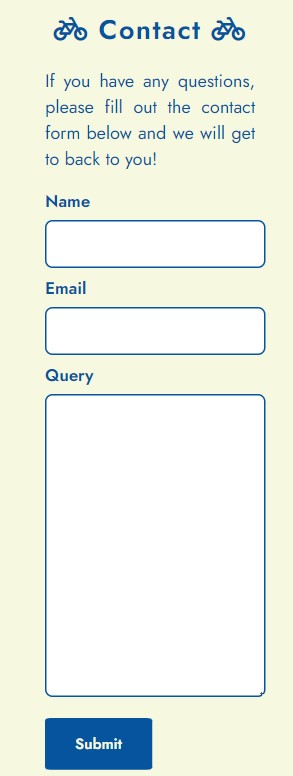 Contact
If you have any questions,
please fill out the contact
form below and we will get
to back to you!
Name
Email
Query
Submit